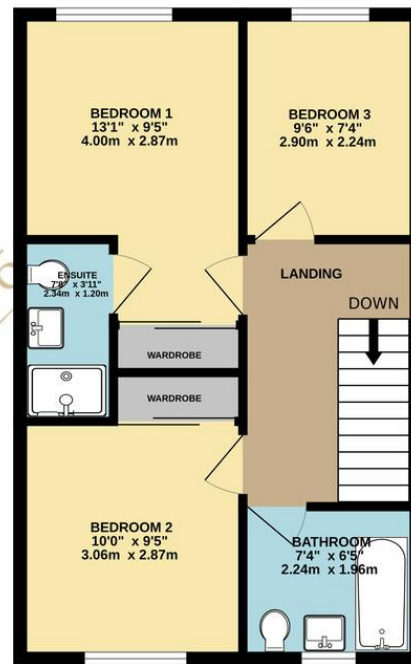 BEDROOM 1
13'1" x 9'5"
4.00m x 2.87m
BEDROOM 3
9'6" x 7'4"
2.90m x 2.24m
ENSUITE
7'8" x 3'11"
2.34m x 1.20m
LANDING
DOWN
WARDROBE
WARDROBE
BEDROOM 2
10'0" x 9'5"
3.06m x 2.87m
BATHROOM
7'4" x 6'5"
2.24m x 1.96m